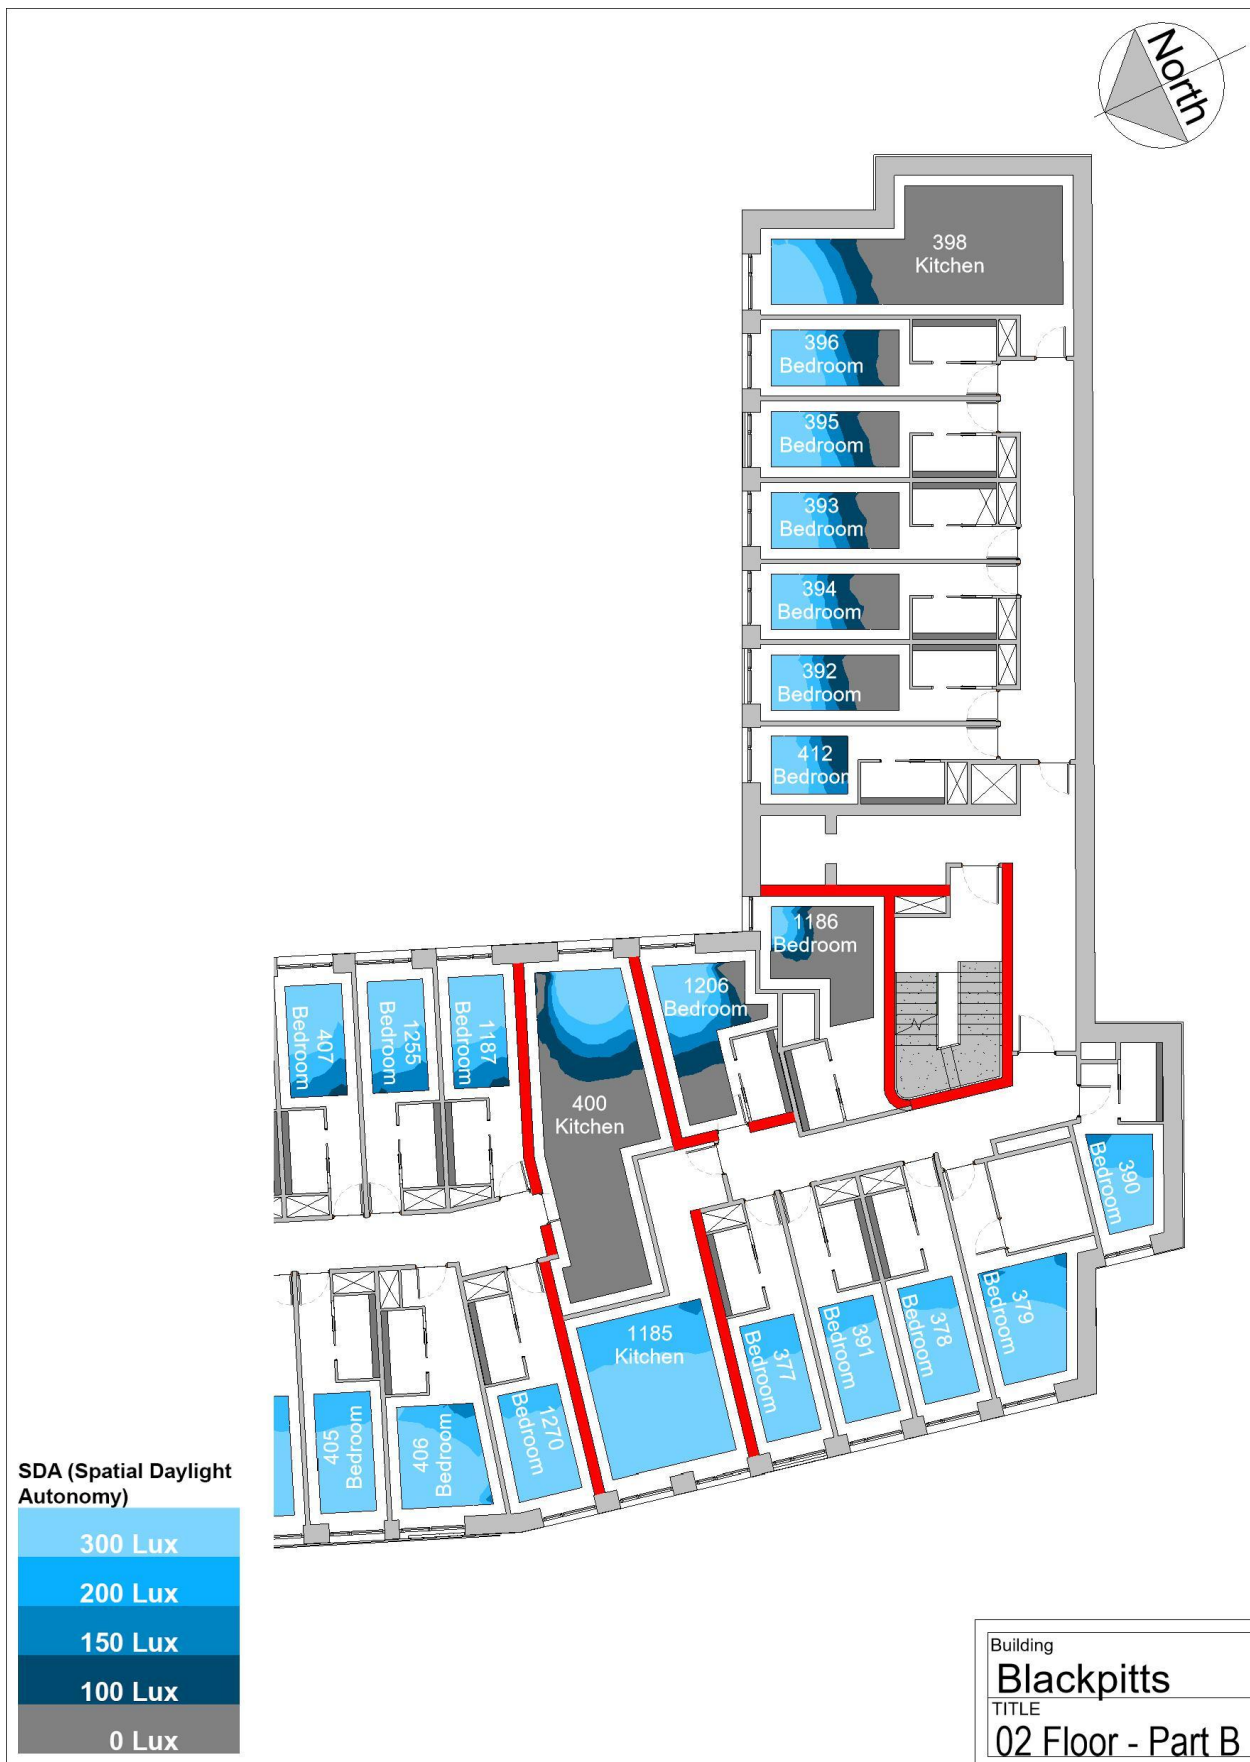 North
398
Kitchen
396
Bedroom
395
Bedroom
393
Bedroom
394
Bedroom
392
Bedroom
412
Bedroom
1186
Bedroom
1206
Bedroom
407
Bedroom
1255
Bedroom
1187
Bedroom
400
Kitchen
390
Bedroom
1185
Kitchen
377
Bedroom
391
Bedroom
378
Bedroom
379
Bedroom
405
Bedroom
406
Bedroom
1270
Bedroom
SDA (Spatial Daylight
Autonomy)
300 Lux
200 Lux
150 Lux
100 Lux
0 Lux
Building
Blackpitts
TITLE
02 Floor - Part B